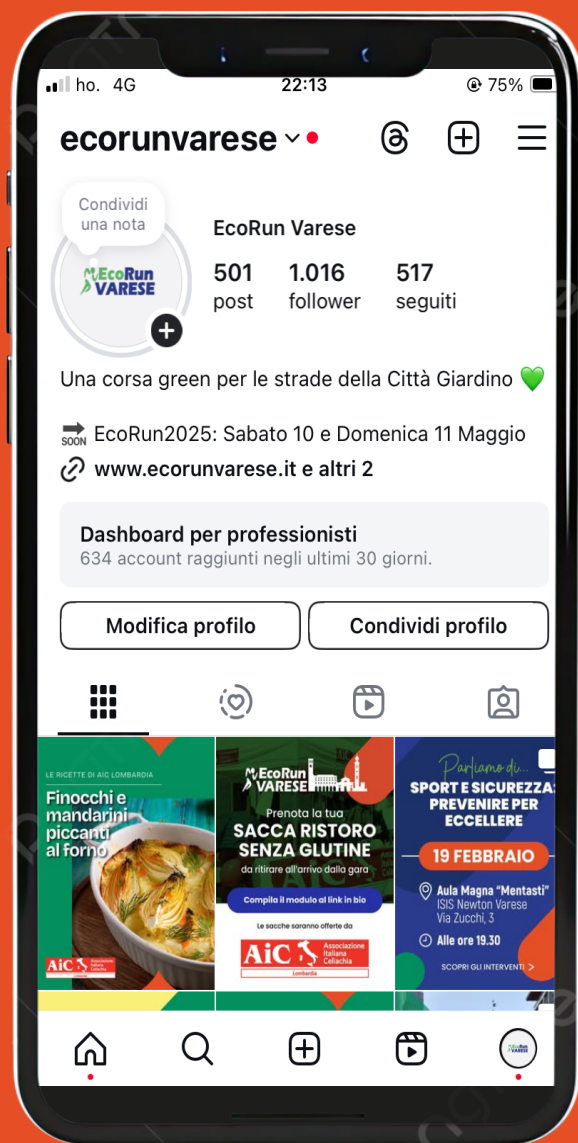 ho. 4G
22:13
75%
ecorunvarese
Condividi
una nota
EcoRun
VARESE
EcoRun Varese
501
post
1.016
follower
517
seguiti
Una corsa green per le strade della Città Giardino 💚
SOON EcoRun2025: Sabato 10 e Domenica 11 Maggio
www.ecorunvarese.it e altri 2
Dashboard per professionisti
634 account raggiunti negli ultimi 30 giorni.
Modifica profilo
Condividi profilo
LE RICETTE DI AIC LOMBARDIA
Finocchi e
mandarini
piccanti
al forno
AiC Associazione
Italiana
Celiachia
EcoRun
VARESE
Prenota la tua
SACCA RISTORO
SENZA GLUTINE
da ritirare all'arrivo dalla gara
Compila il modulo al link in bio
Le sacche saranno offerte da
AiC Associazione
Italiana
Celiachia
Lombardia
Parliamo di...
SPORT E SICUREZZA:
PREVENIRE PER
ECCELLERE
19 FEBBRAIO
Aula Magna “Mentasti”
ISIS Newton Varese
Via Zucchi, 3
Alle ore 19.30
SCOPRI GLI INTERVENTI >